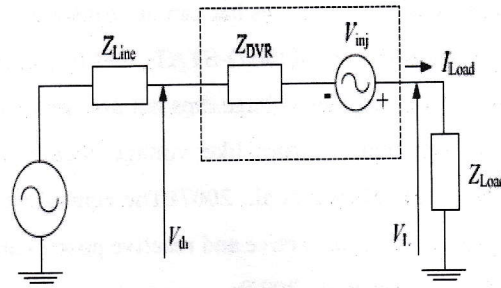 Z_Line
Z_DVR
V_inj
I_Load
-
+
Z_Load
V_th
V_L